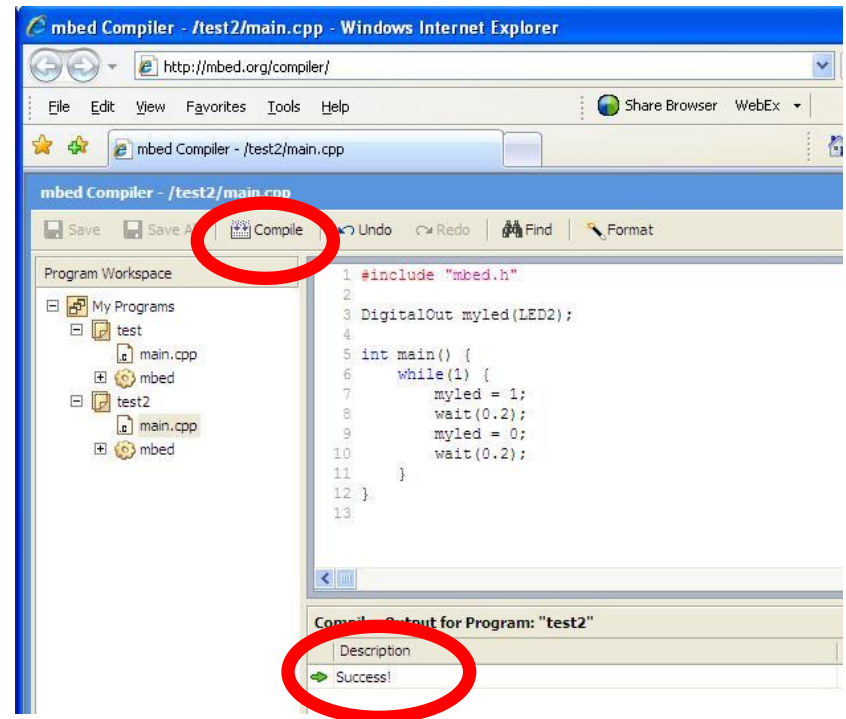 mbed Compiler - /test2/main.cpp - Windows Internet Explorer
http://mbed.org/compiler/
File Edit View Favorites Tools Help Share Browser WebEx
mbed Compiler - /test2/main.cpp
mbed Compiler - /test2/main.cpp
Save Save A Compile Undo Redo Find Format
Program Workspace
My Programs
test
main.cpp
mbed
test2
main.cpp
mbed
1 #include "mbed.h"
2
3 DigitalOut myled(LED2);
4
5 int main() {
6     while(1) {
7         myled = 1;
8         wait(0.2);
9         myled = 0;
10         wait(0.2);
11     }
12 }
13
Compiler Output for Program: "test2"
Description
Success!